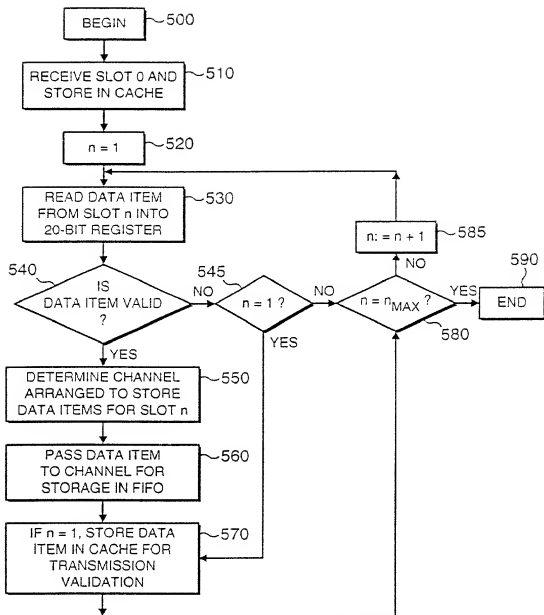 BEGIN
500
RECEIVE SLOT 0 AND
STORE IN CACHE
510
n = 1
520
READ DATA ITEM
FROM SLOT n INTO
20-BIT REGISTER
530
n: = n + 1
585
540
IS
DATA ITEM VALID
?
NO
545
n = 1 ?
NO
n = nMAX ?
580
NO
YES
590
END
YES
YES
DETERMINE CHANNEL
ARRANGED TO STORE
DATA ITEMS FOR SLOT n
550
PASS DATA ITEM
TO CHANNEL FOR
STORAGE IN FIFO
560
IF n = 1, STORE DATA
ITEM IN CACHE FOR
TRANSMISSION
VALIDATION
570